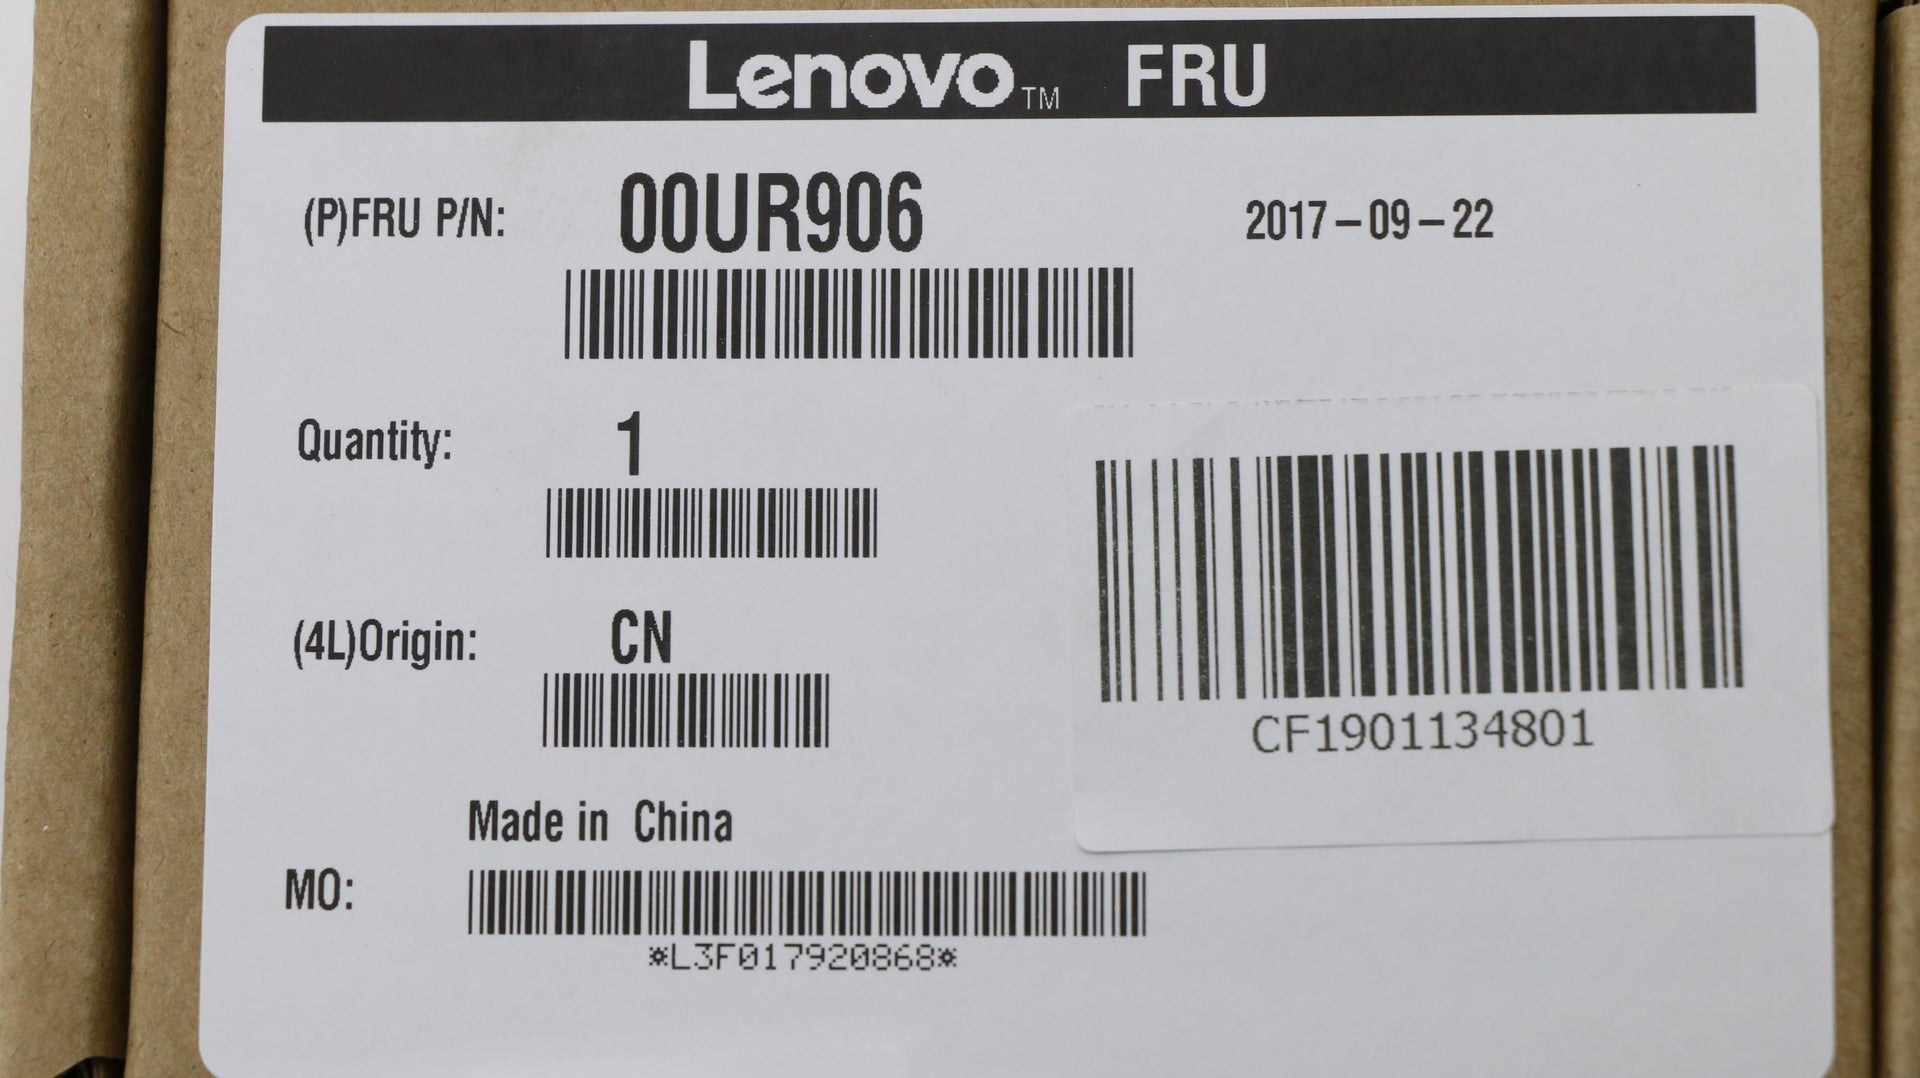 Lenovo™ FRU
(P)FRU P/N: 00UR906 2017-09-22
Quantity: 1
(4L)Origin: CN
CF1901134801
Made in China
MO:
*L3F017920868*